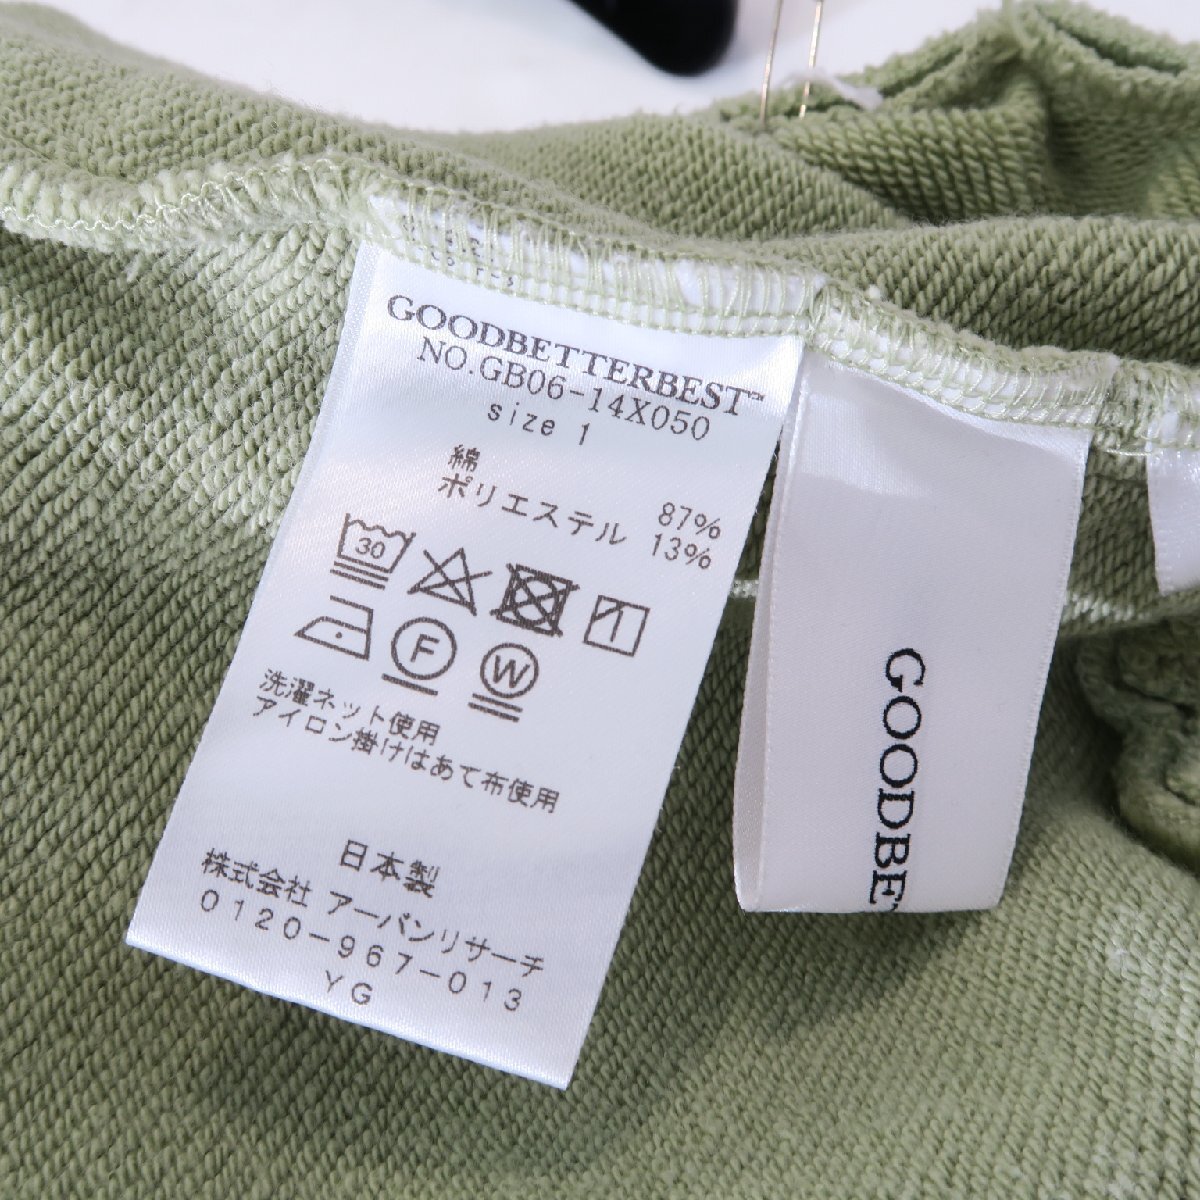 GOODBETTERBEST™
NO.GB06-14X050
size 1
綿 87%
ポリエステル 13%
30
F W
洗濯ネット使用
アイロン掛けはあて布使用
日本製
株式会社 アーバンリサーチ
0120-967-013
YG
GOODBET